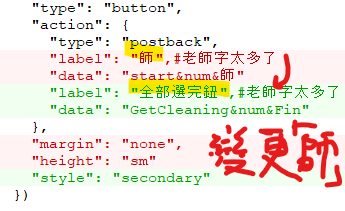 "type": "button",
"action": {
"type": "postback",
"label": "師",#老師字太多了
"data": "start&num&師"
"label": "全部選完鈕",#老師字太多了
"data": "GetCleaning&num&Fin"
},
"margin": "none",
"height": "sm"
"style": "secondary"
})
變更「師」